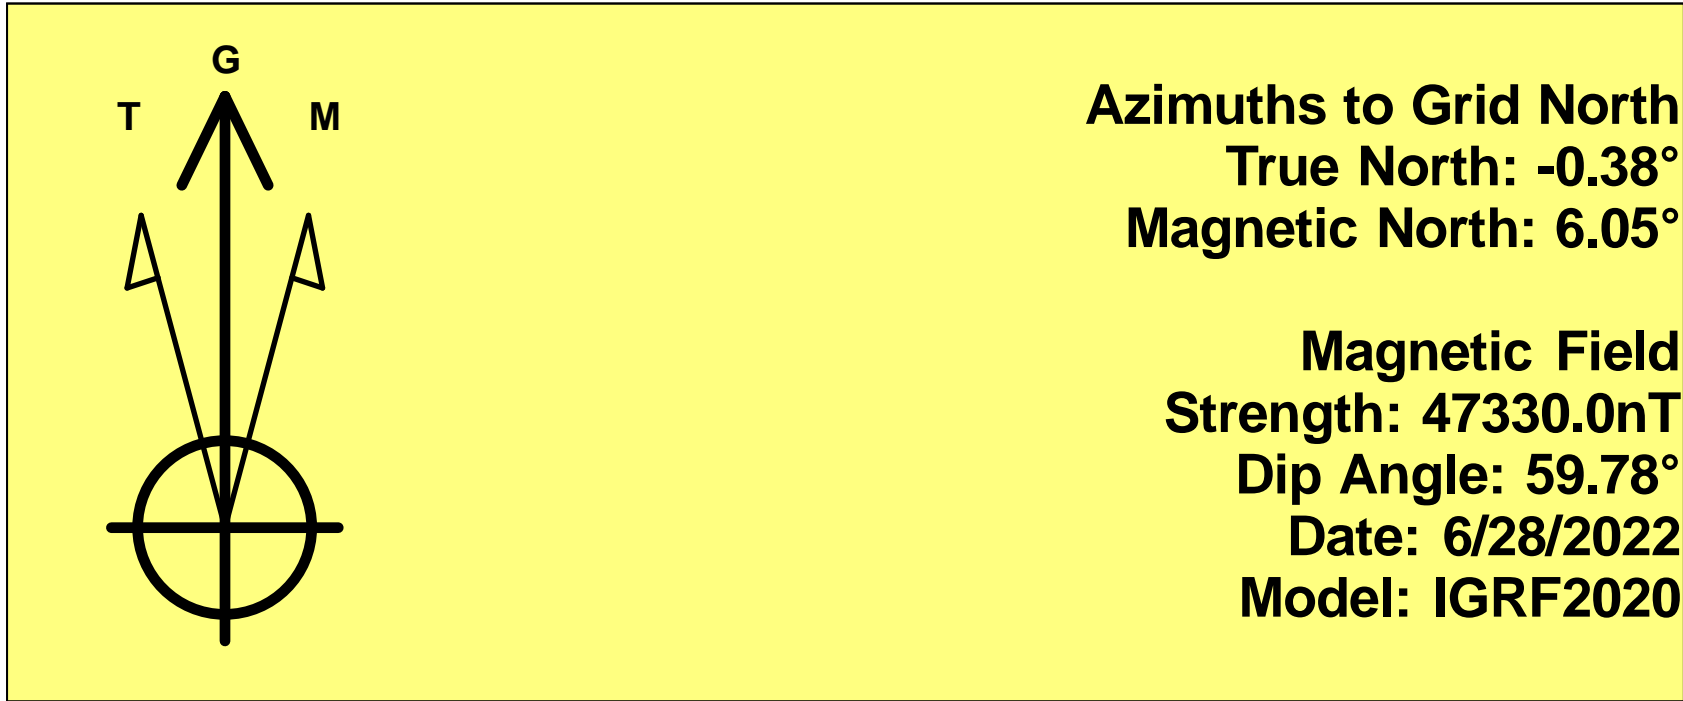 G
T M
Azimuths to Grid North
True North: -0.38°
Magnetic North: 6.05°
Magnetic Field
Strength: 47330.0nT
Dip Angle: 59.78°
Date: 6/28/2022
Model: IGRF2020